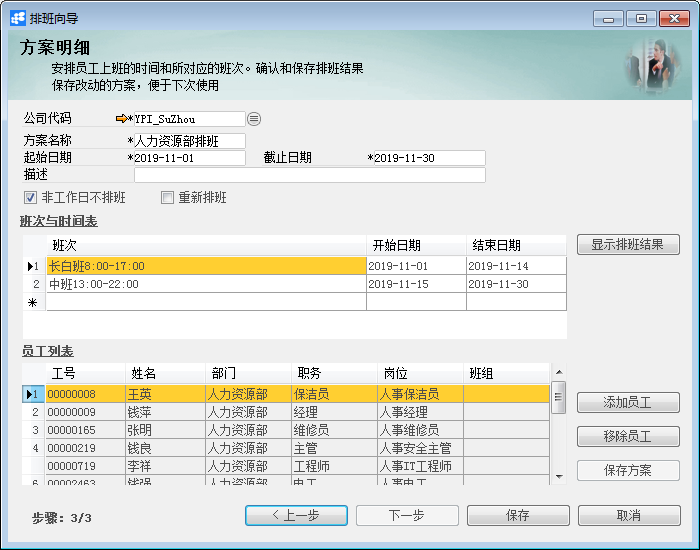 排班向导
方案明细
安排员工上班的时间和所对应的班次。确认和保存排班结果
保存改动的方案，便于下次使用
公司代码 *YPI_SuZhou
方案名称 *人力资源部排班
起始日期 *2019-11-01 截止日期 *2019-11-30
描述
非工作日不排班 重新排班
班次与时间表
班次 开始日期 结束日期 显示排班结果
1 长白班8:00-17:00 2019-11-01 2019-11-14
2 中班13:00-22:00 2019-11-15 2019-11-30
*
员工列表
工号 姓名 部门 职务 岗位 班组
1 00000008 王英 人力资源部 保洁员 人事保洁员
2 00000009 钱萍 人力资源部 经理 人事经理 添加员工
3 00000165 张明 人力资源部 维修员 人事维修员
4 00000219 钱良 人力资源部 主管 人事安全主管 移除员工
00000719 李祥 人力资源部 工程师 人事IT工程师 保存方案
6 00002463 钱强 人力资源部 电工 人事电工
步骤：3/3 < 上一步 下一步 保存 取消